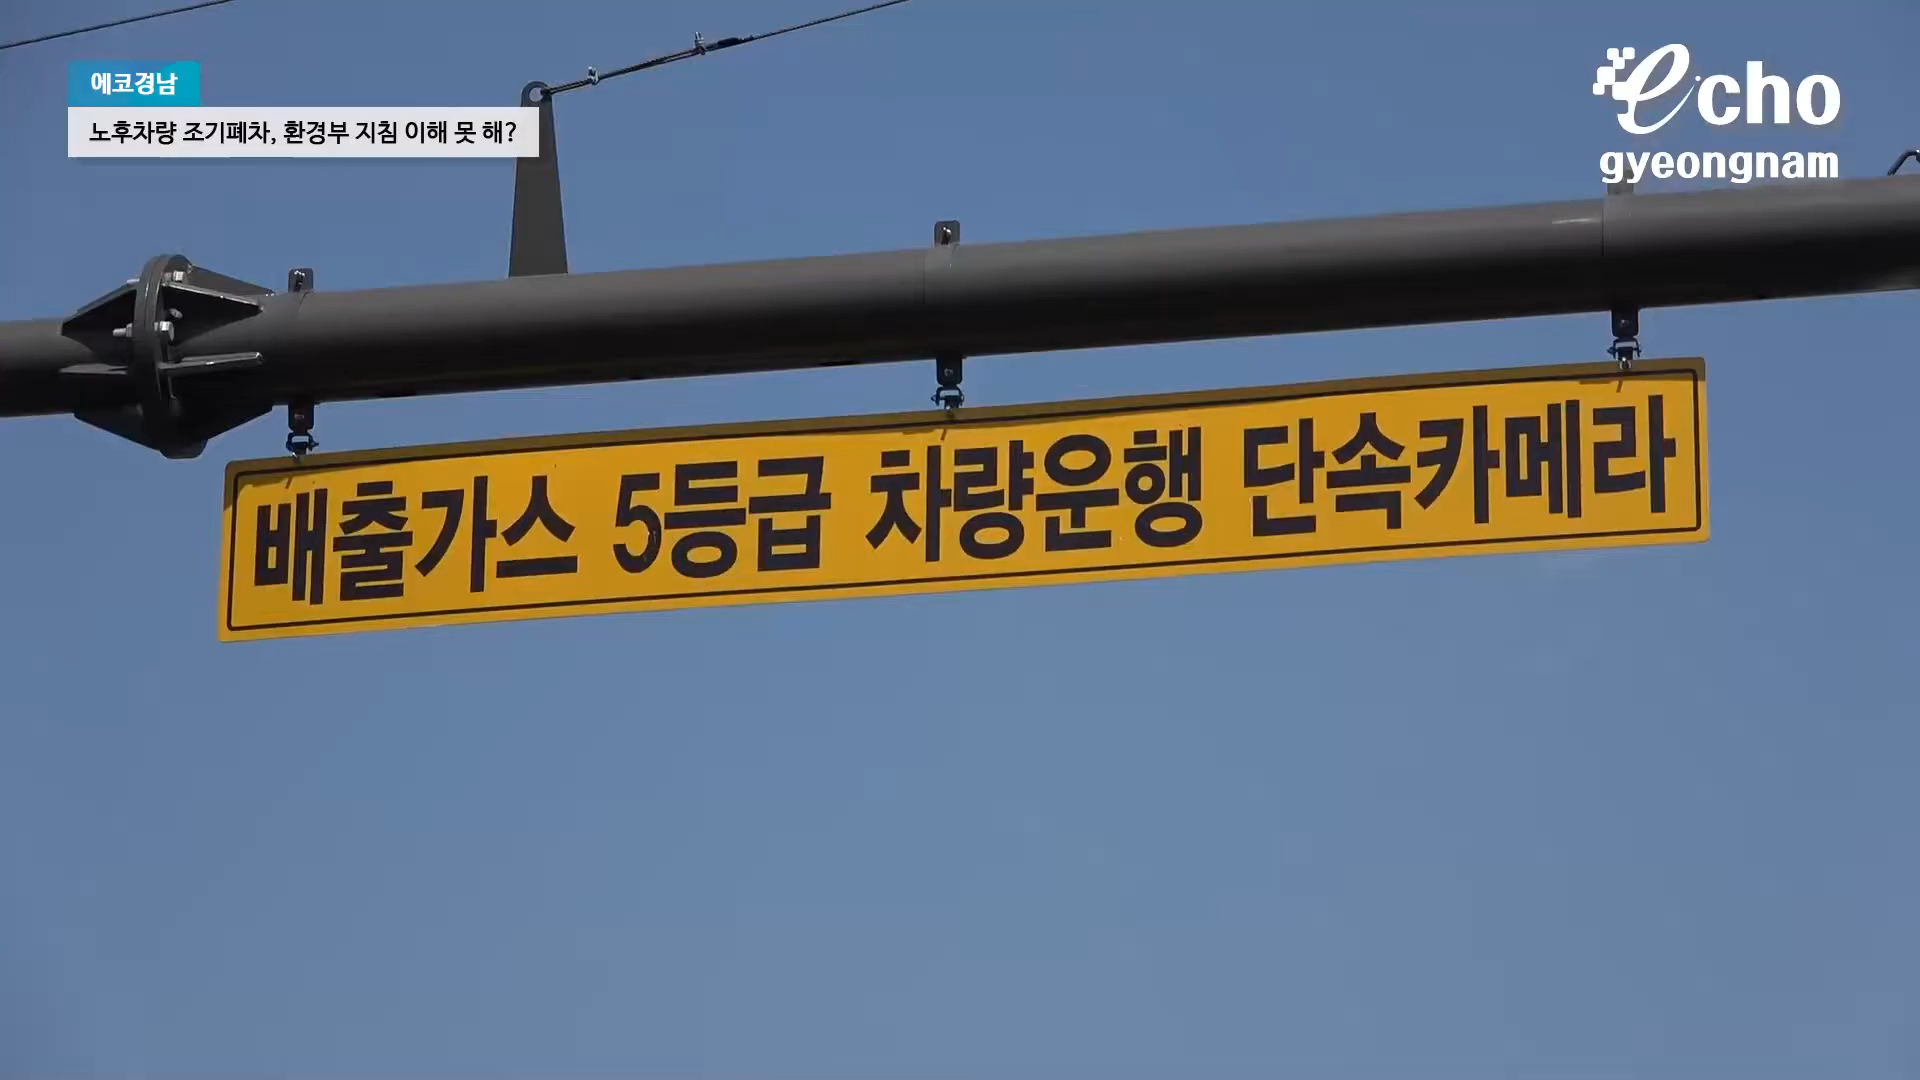 에코경남
노후차량 조기폐차, 환경부 지침 이해 못 해?
echo
gyeongnam
배출가스 5등급 차량운행 단속카메라